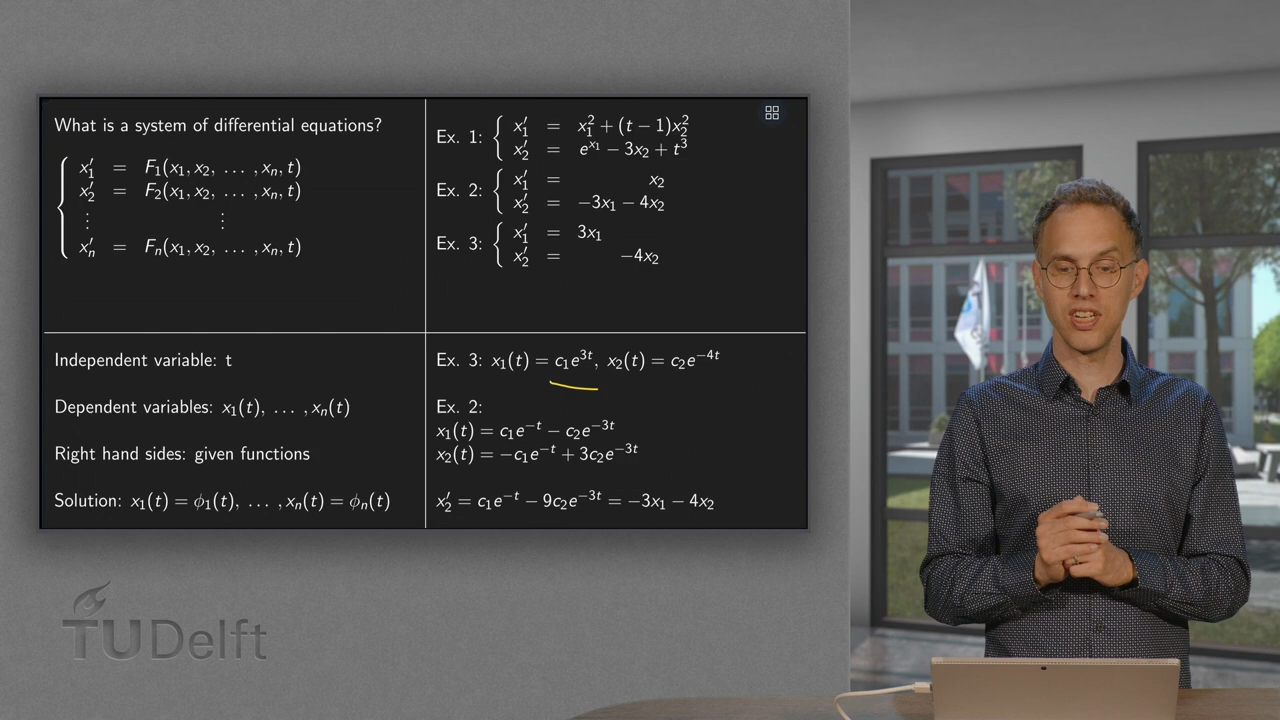 What is a system of differential equations?
x₁′ = F₁(x₁, x₂, … , xₙ, t)
x₂′ = F₂(x₁, x₂, … , xₙ, t)
⋮ ⋮
xₙ′ = Fₙ(x₁, x₂, … , xₙ, t)
Ex. 1: { x₁′ = x₁² + (t − 1)x₂²
x₂′ = e^{x₁} − 3x₂ + t³
Ex. 2: { x₁′ = x₂
x₂′ = −3x₁ − 4x₂
Ex. 3: { x₁′ = 3x₁
x₂′ = −4x₂
Independent variable: t
Dependent variables: x₁(t), … , xₙ(t)
Right hand sides: given functions
Solution: x₁(t) = ϕ₁(t), … , xₙ(t) = ϕₙ(t)
Ex. 3: x₁(t) = c₁e^{3t}, x₂(t) = c₂e^{−4t}
Ex. 2:
x₁(t) = c₁e^{−t} − c₂e^{−3t}
x₂(t) = −c₁e^{−t} + 3c₂e^{−3t}
x₂′ = c₁e^{−t} − 9c₂e^{−3t} = −3x₁ − 4x₂
TUDelft